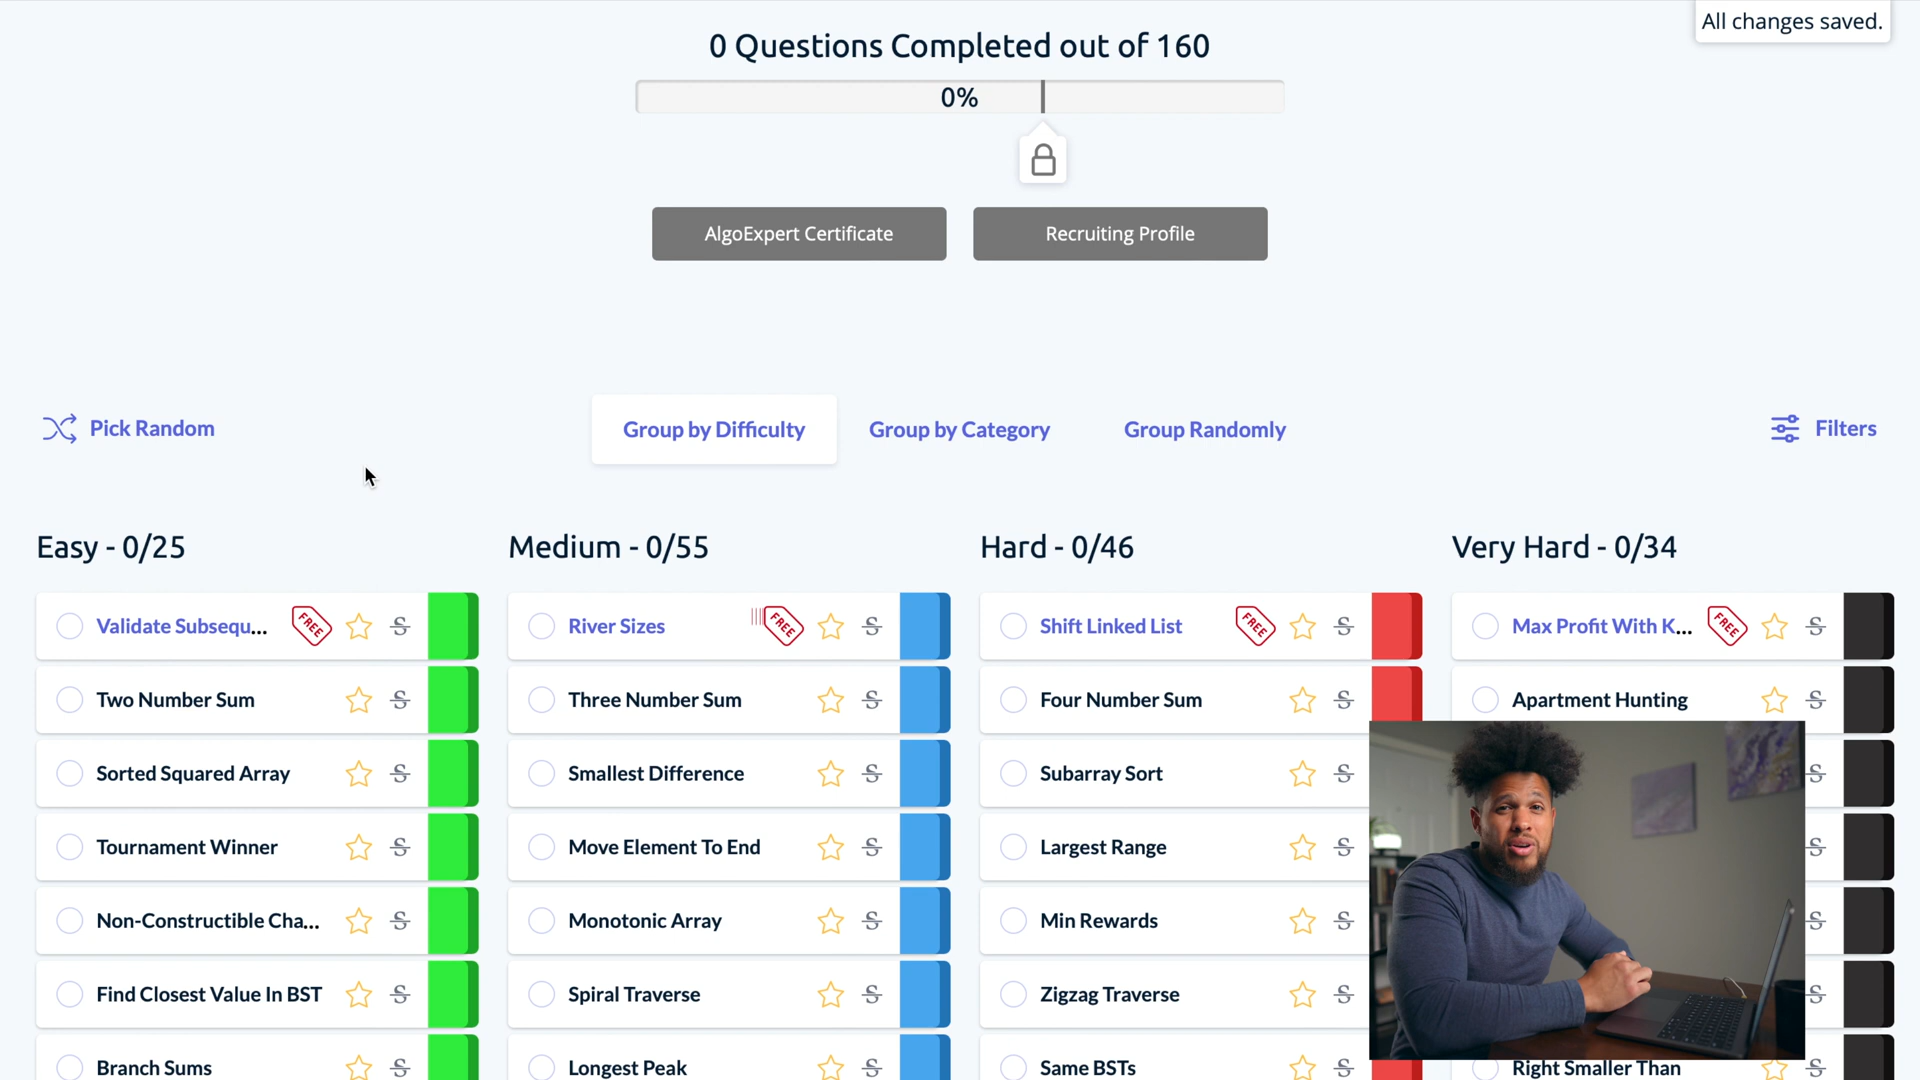 All changes saved.
0 Questions Completed out of 160
0%
AlgoExpert Certificate
Recruiting Profile
Pick Random
Group by Difficulty
Group by Category
Group Randomly
Filters
Easy - 0/25
Validate Subsequ...
FREE
Two Number Sum
Sorted Squared Array
Tournament Winner
Non-Constructible Cha...
Find Closest Value In BST
Branch Sums
Medium - 0/55
River Sizes
FREE
Three Number Sum
Smallest Difference
Move Element To End
Monotonic Array
Spiral Traverse
Longest Peak
Hard - 0/46
Shift Linked List
FREE
Four Number Sum
Subarray Sort
Largest Range
Min Rewards
Zigzag Traverse
Same BSTs
Very Hard - 0/34
Max Profit With K...
FREE
Apartment Hunting
Right Smaller Than